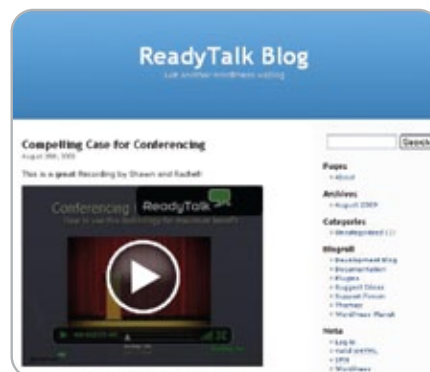 ReadyTalk Blog
Just another WordPress weblog
Compelling Case for Conferencing
August 2009
This is a great Recording by Shawn and Rachel!
Conferencing
ReadyTalk
Search
Pages
About
Archives
August 2009
Categories
Uncategorized (1)
Blogroll
Development Blog
Documentation
Plugins
Suggest Ideas
Support Forum
Themes
WordPress Planet
Meta
Log in
Valid XHTML
XFN
WordPress